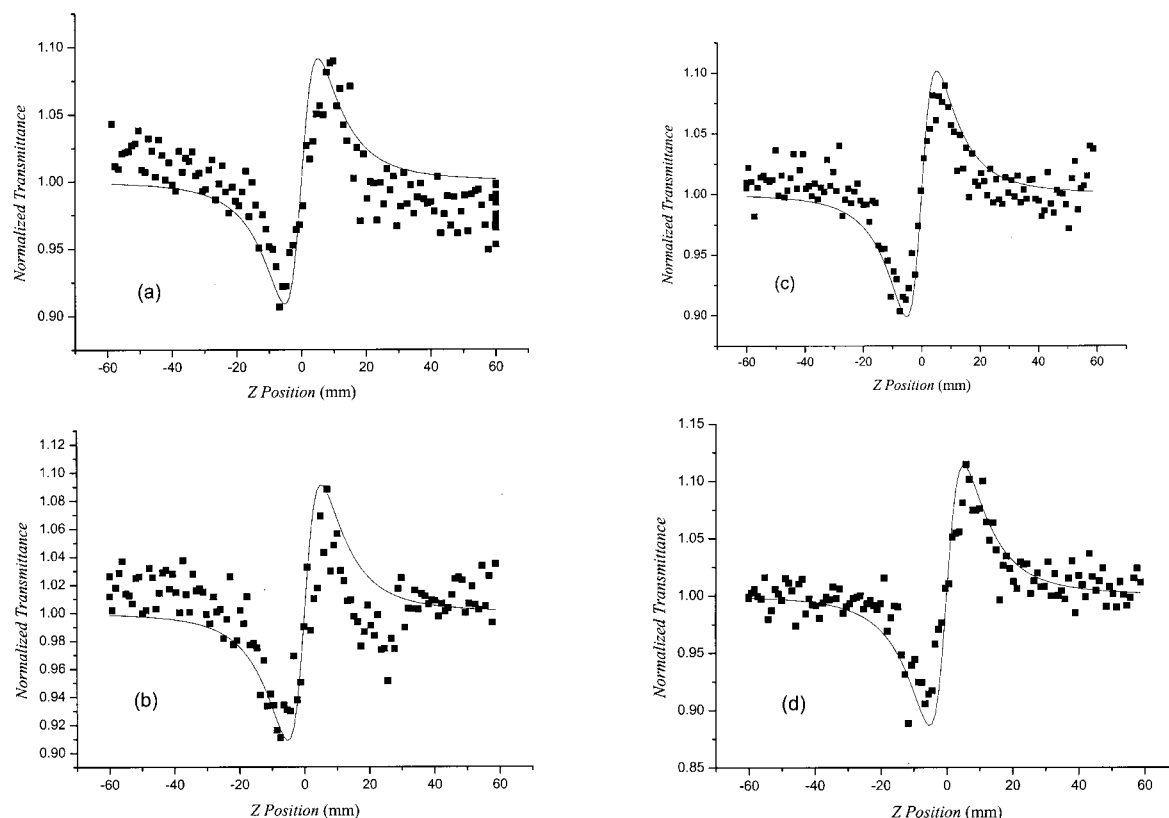 Normalized Transmittance
1.10
1.05
1.00
0.95
0.90
(a)
-60 -40 -20 0 20 40 60
Z Position (mm)
Normalized Transmittance
1.12
1.10
1.08
1.06
1.04
1.02
1.00
0.98
0.96
0.94
0.92
0.90
(b)
-60 -40 -20 0 20 40 60
Z Position (mm)
Normalized Transmittance
1.10
1.05
1.00
0.95
0.90
(c)
-60 -40 -20 0 20 40 60
Z Position (mm)
Normalized Transmittance
1.15
1.10
1.05
1.00
0.95
0.90
0.85
(d)
-60 -40 -20 0 20 40 60
Z Position (mm)